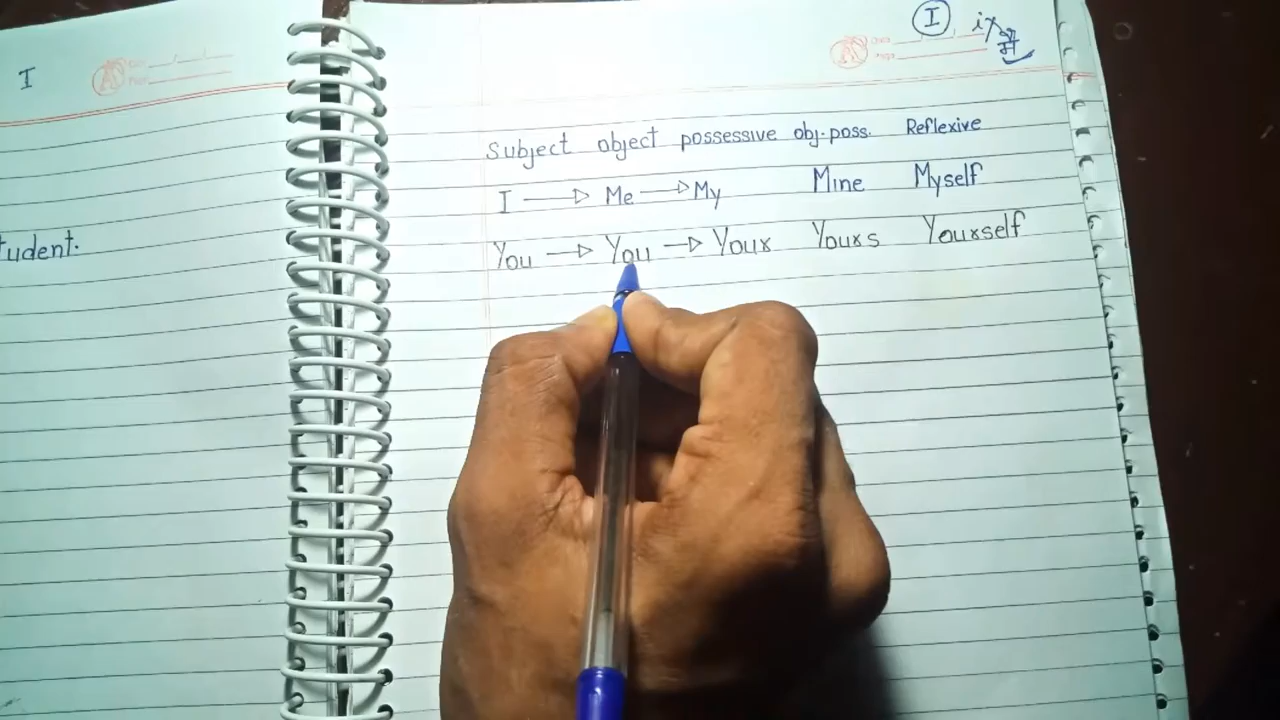 I i× मैं
I
Subject object possessive obj.poss. Reflexive
I → Me → My Mine Myself
You → You → Your Yours Yourself
tudent.